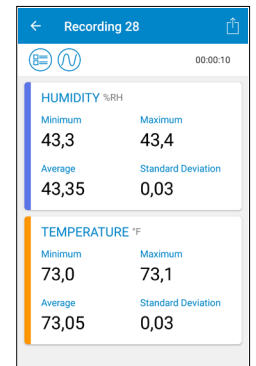 Recording 28
00:00:10
HUMIDITY %RH
Minimum Maximum
43,3 43,4
Average Standard Deviation
43,35 0,03
TEMPERATURE °F
Minimum Maximum
73,0 73,1
Average Standard Deviation
73,05 0,03